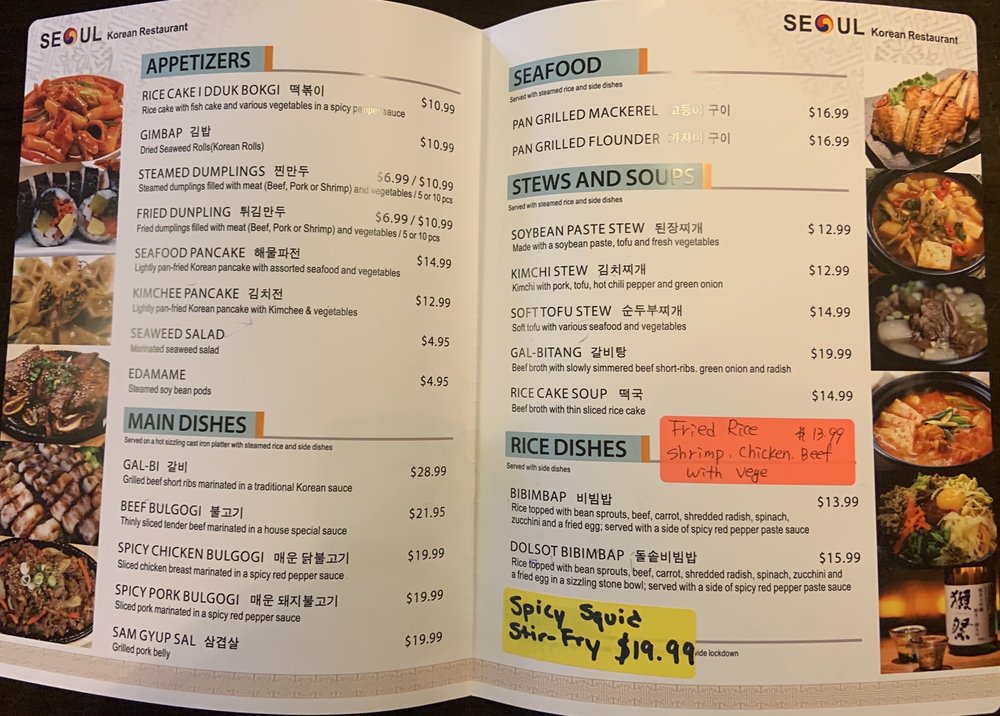 SEOUL Korean Restaurant
APPETIZERS
RICE CAKE I DDUK BOKGI 떡볶이 $10.99
Rice cake with fish cake and various vegetables in a spicy pepper sauce
GIMBAP 김밥 $10.99
Dried Seaweed Rolls(Korean Rolls)
STEAMED DUMPLINGS 찐만두 $6.99 / $10.99
Steamed dumplings filled with meat (Beef, Pork or Shrimp) and vegetables / 5 or 10 pcs
FRIED DUNPLING 튀김만두 $6.99 / $10.99
Fried dumplings filled with meat (Beef, Pork or Shrimp) and vegetables / 5 or 10 pcs
SEAFOOD PANCAKE 해물파전 $14.99
Lightly pan-fried Korean pancake with assorted seafood and vegetables
KIMCHEE PANCAKE 김치전 $12.99
Lightly pan-fried Korean pancake with Kimchee & vegetables
SEAWEED SALAD $4.95
Marinated seaweed salad
EDAMAME $4.95
Steamed soy bean pods
MAIN DISHES
Served on a hot sizzling cast iron platter with steamed rice and side dishes
GAL-BI 갈비 $28.99
Grilled beef short ribs marinated in a traditional Korean sauce
BEEF BULGOGI 불고기 $21.95
Thinly sliced tender beef marinated in a house special sauce
SPICY CHICKEN BULGOGI 매운 닭불고기 $19.99
Sliced chicken breast marinated in a spicy red pepper sauce
SPICY PORK BULGOGI 매운 돼지불고기 $19.99
Sliced pork marinated in a spicy red pepper sauce
SAM GYUP SAL 삼겹살 $19.99
Grilled pork belly
SEOUL Korean Restaurant
SEAFOOD
Served with steamed rice and side dishes
PAN GRILLED MACKEREL 고등어 구이 $16.99
PAN GRILLED FLOUNDER 가자미 구이 $16.99
STEWS AND SOUPS
Served with steamed rice and side dishes
SOYBEAN PASTE STEW 된장찌개 $12.99
Made with a soybean paste, tofu and fresh vegetables
KIMCHI STEW 김치찌개 $12.99
Kimchi with pork, tofu, hot chili pepper and green onion
SOFT TOFU STEW 순두부찌개 $14.99
Soft tofu with various seafood and vegetables
GAL-BITANG 갈비탕 $19.99
Beef broth with slowly simmered beef short-ribs. green onion and radish
RICE CAKE SOUP 떡국 $14.99
Beef broth with thin sliced rice cake
Fried Rice $13.99
shrimp. Chicken. Beef
with vege
RICE DISHES
Served with side dishes
BIBIMBAP 비빔밥 $13.99
Rice topped with bean sprouts, beef, carrot, shredded radish, spinach,
zucchini and a fried egg; served with a side of spicy red pepper paste sauce
DOLSOT BIBIMBAP 돌솥비빔밥 $15.99
Rice topped with bean sprouts, beef, carrot, shredded radish, spinach, zucchini and
a fried egg in a sizzling stone bowl; served with a side of spicy red pepper paste sauce
Spicy Squid
Stir-Fry $19.99
wide lockdown
獺祭